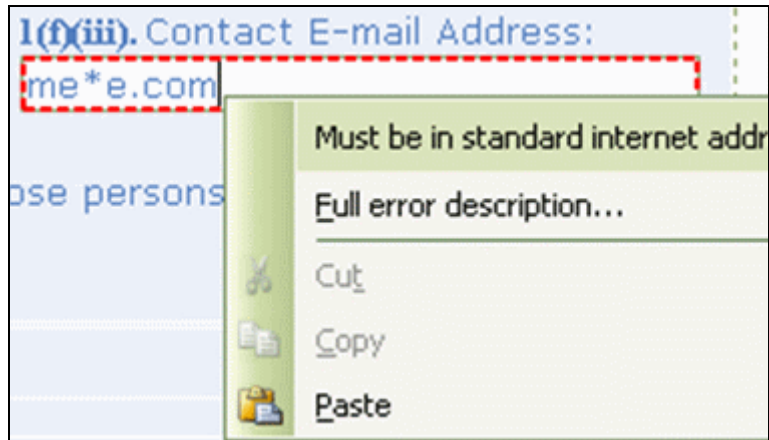 1(f)(iii). Contact E-mail Address:
me*e.com
Must be in standard internet addr
ose persons
Full error description...
Cut
Copy
Paste